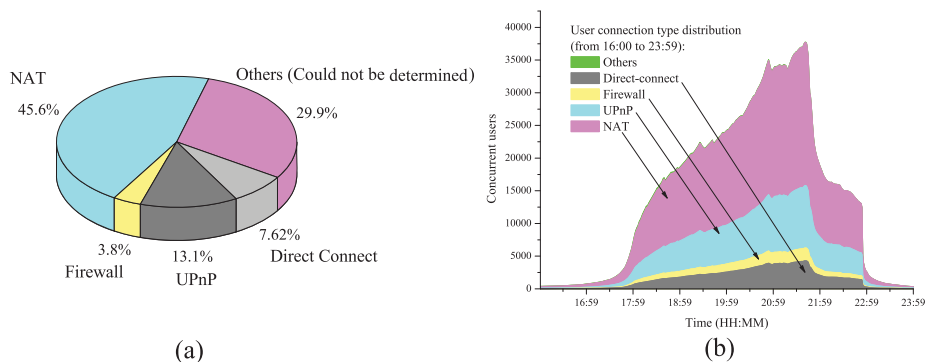 NAT
45.6%
Others (Could not be determined)
29.9%
7.62%
Direct Connect
13.1%
UPnP
3.8%
Firewall
(a)
User connection type distribution
(from 16:00 to 23:59):
Others
Direct-connect
Firewall
UPnP
NAT
Concurrent users
40000
35000
30000
25000
20000
15000
10000
5000
0
16:59 17:59 18:59 19:59 20:59 21:59 22:59 23:59
Time (HH:MM)
(b)